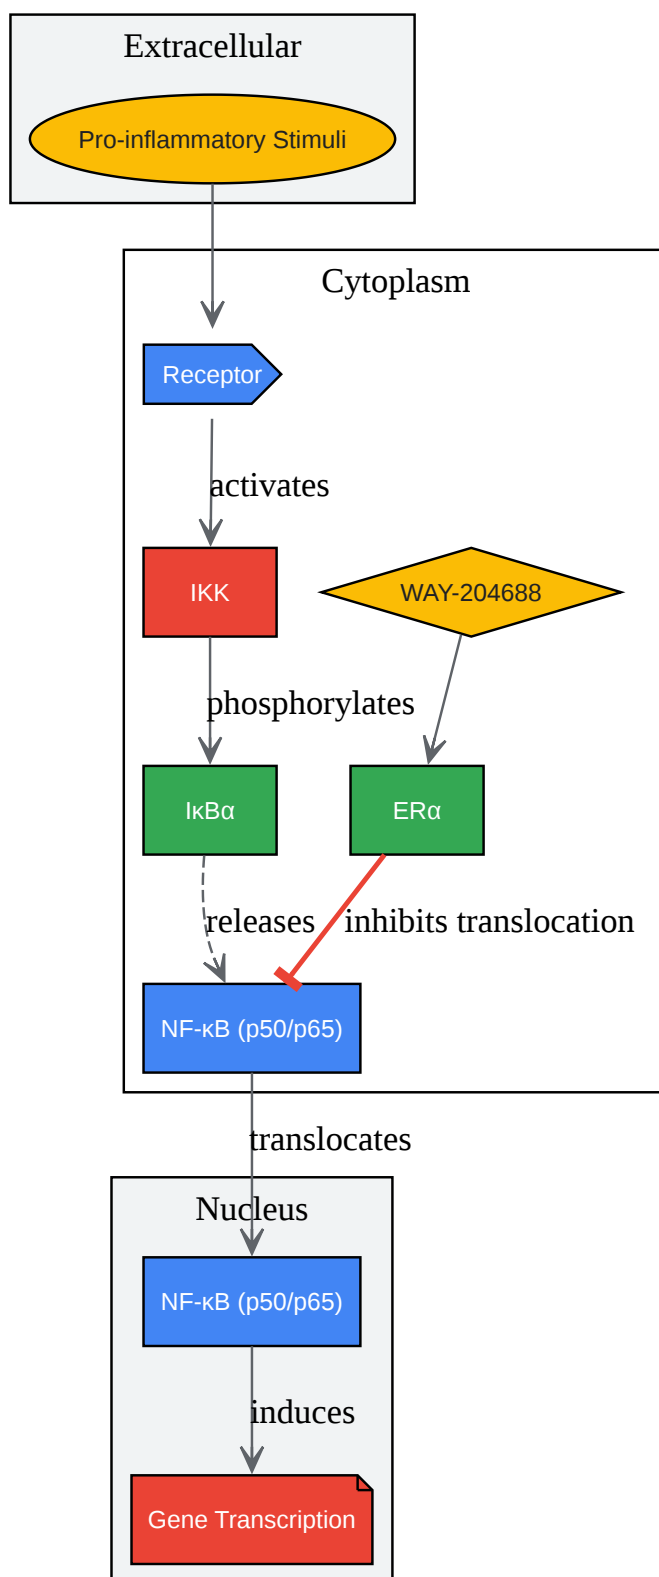 Extracellular
Pro-inflammatory Stimuli
Cytoplasm
Receptor
activates
IKK
WAY-204688
phosphorylates
IκBα
ERα
releases
inhibits translocation
NF-κB (p50/p65)
translocates
Nucleus
NF-κB (p50/p65)
induces
Gene Transcription